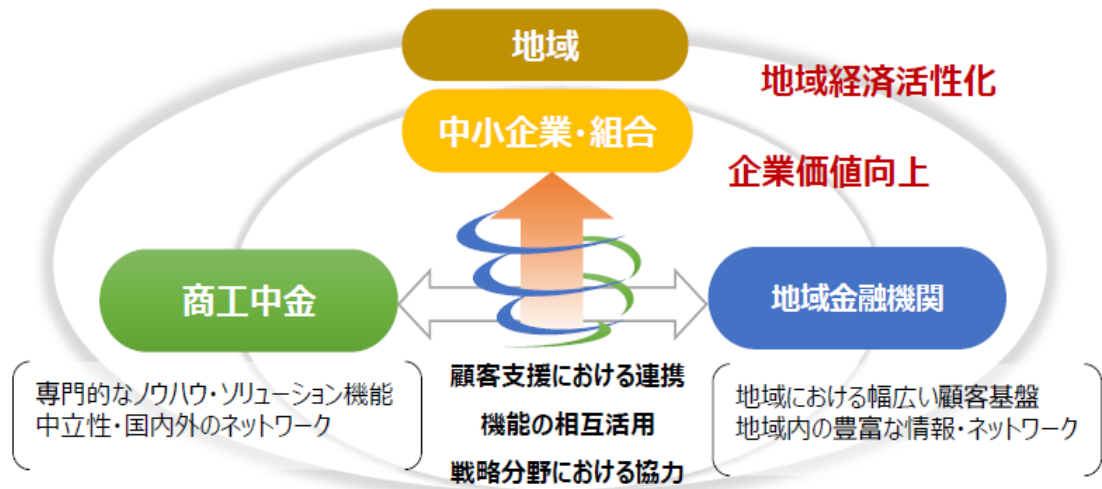 地域
地域経済活性化
中小企業・組合
企業価値向上
商工中金
地域金融機関
専門的なノウハウ・ソリューション機能
中立性・国内外のネットワーク
顧客支援における連携
機能の相互活用
戦略分野における協力
地域における幅広い顧客基盤
地域内の豊富な情報・ネットワーク